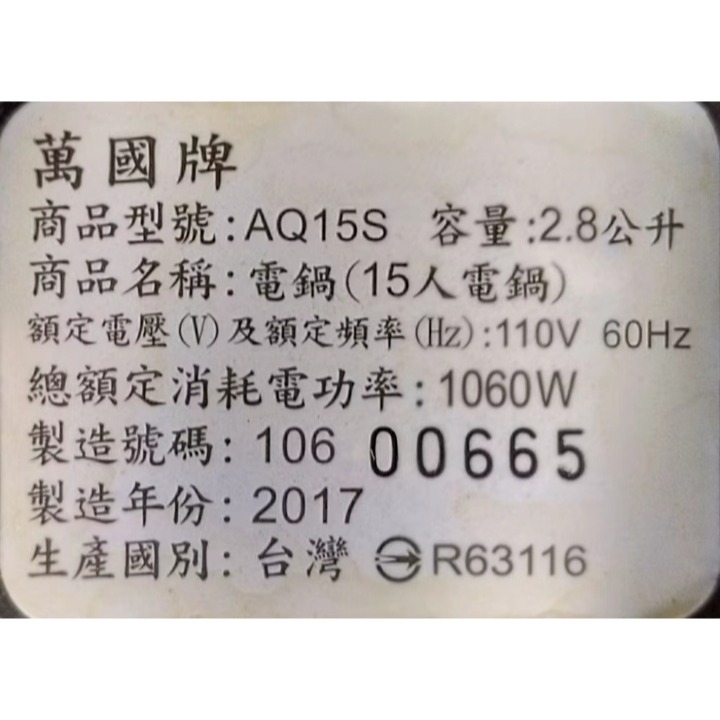 萬國牌
商品型號:AQ15S 容量:2.8公升
商品名稱:電鍋(15人電鍋)
額定電壓(V)及額定頻率(Hz):110V 60Hz
總額定消耗電功率:1060W
製造號碼:106 00665
製造年份:2017
生產國別:台灣 R63116